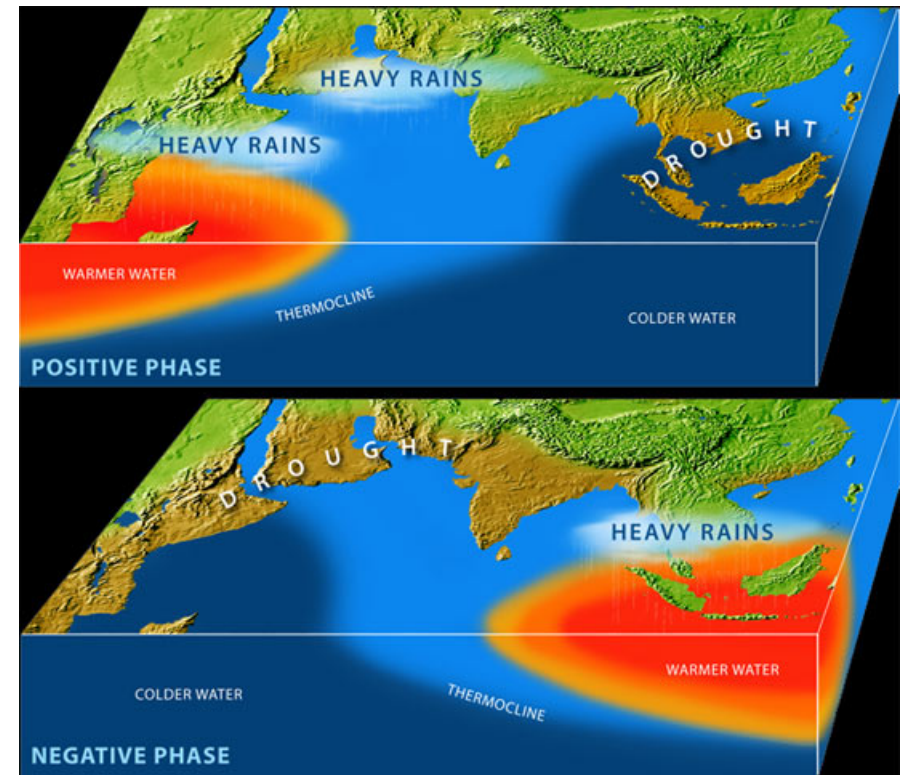 HEAVY RAINS
HEAVY RAINS
DROUGHT
WARMER WATER
THERMOCLINE
COLDER WATER
POSITIVE PHASE
DROUGHT
HEAVY RAINS
WARMER WATER
COLDER WATER
THERMOCLINE
NEGATIVE PHASE